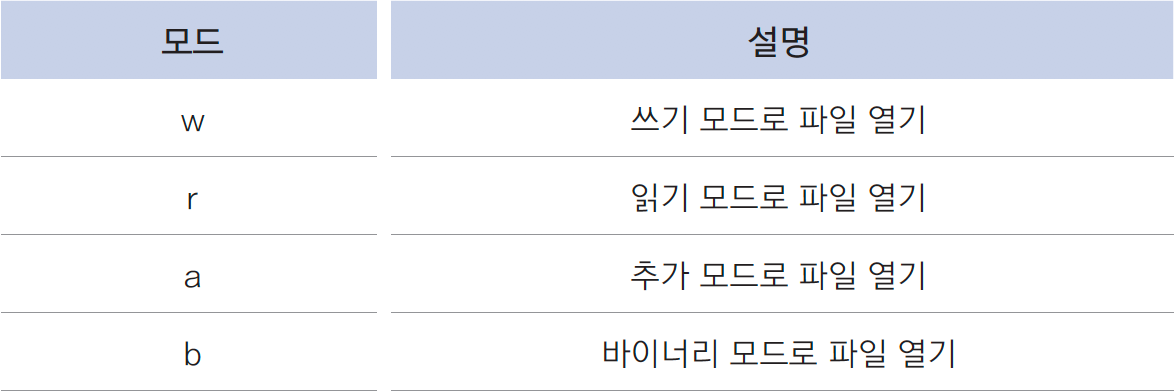 모드 설명
w 쓰기 모드로 파일 열기
r 읽기 모드로 파일 열기
a 추가 모드로 파일 열기
b 바이너리 모드로 파일 열기